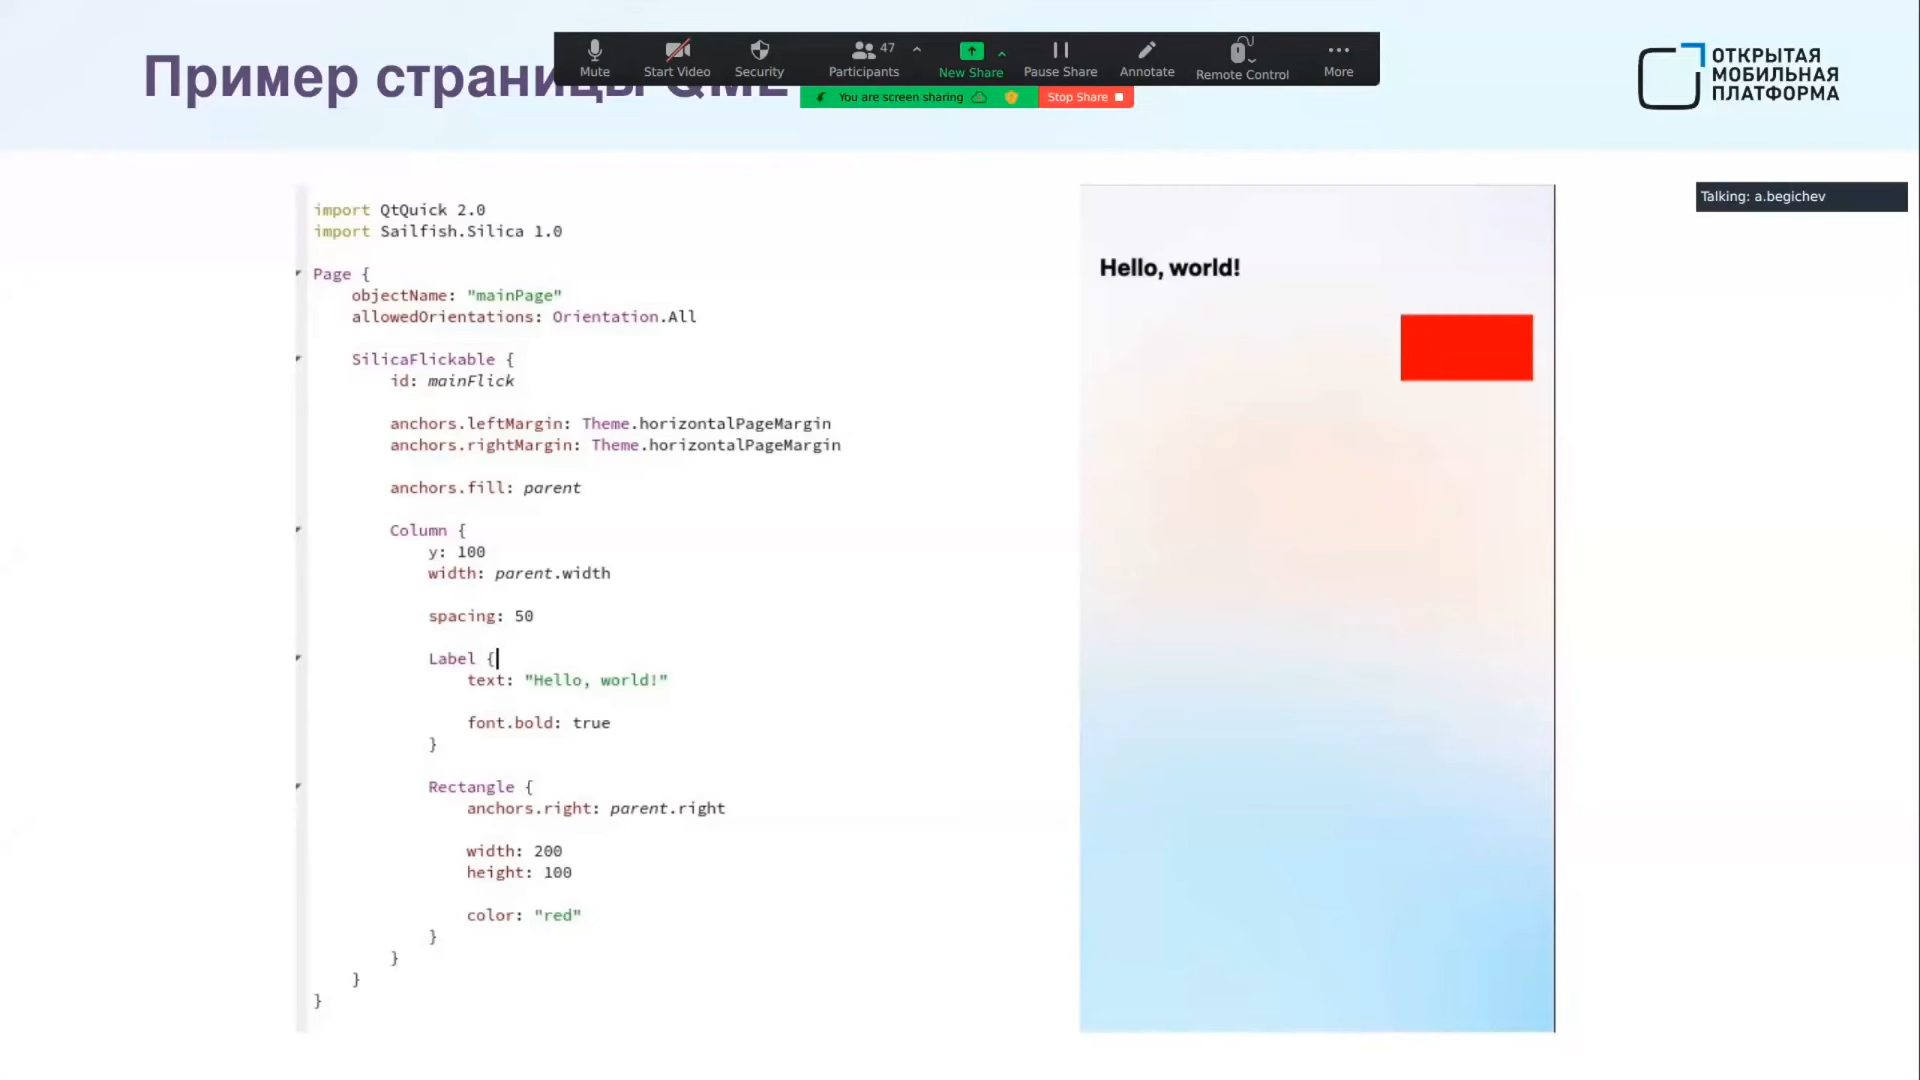 Mute
Start Video
Security
47
Participants
New Share
Pause Share
Annotate
Remote Control
More
You are screen sharing
Stop Share
Пример страницы QML
ОТКРЫТАЯ
МОБИЛЬНАЯ
ПЛАТФОРМА
Talking: a.begichev
import QtQuick 2.0
import Sailfish.Silica 1.0
Page {
objectName: "mainPage"
allowedOrientations: Orientation.All
SilicaFlickable {
id: mainFlick
anchors.leftMargin: Theme.horizontalPageMargin
anchors.rightMargin: Theme.horizontalPageMargin
anchors.fill: parent
Column {
y: 100
width: parent.width
spacing: 50
Label {
text: "Hello, world!"
font.bold: true
}
Rectangle {
anchors.right: parent.right
width: 200
height: 100
color: "red"
}
}
}
}
Hello, world!